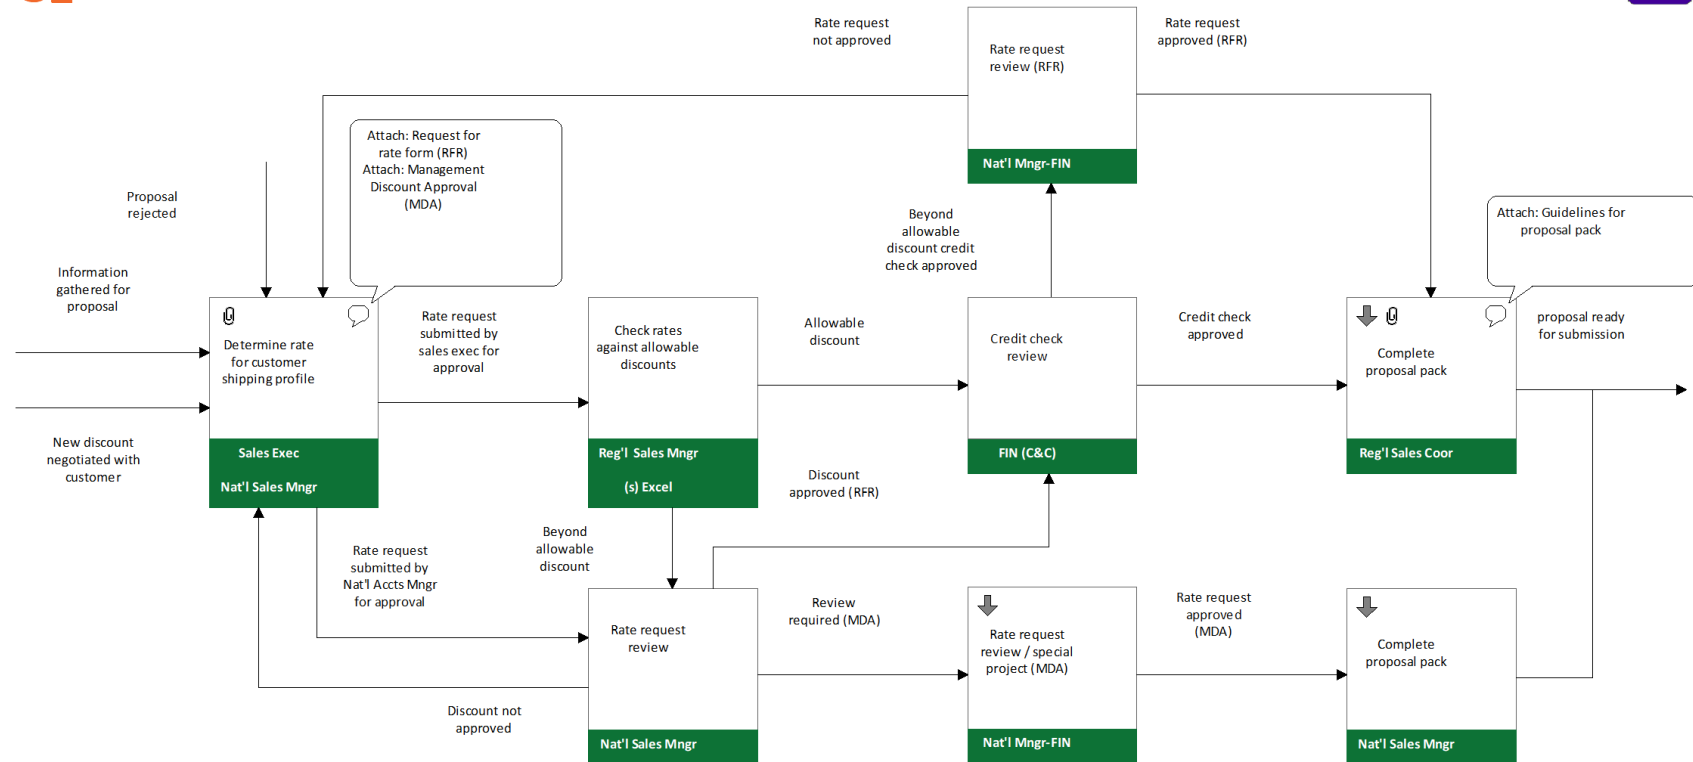 Rate request
not approved
Rate request
review (RFR)
Nat'l Mngr-FIN
Rate request
approved (RFR)
Attach: Request for
rate form (RFR)
Attach: Management
Discount Approval
(MDA)
Proposal
rejected
Beyond
allowable
discount credit
check approved
Attach: Guidelines for
proposal pack
Information
gathered for
proposal
New discount
negotiated with
customer
Determine rate
for customer
shipping profile
Sales Exec
Nat'l Sales Mngr
Rate request
submitted by
sales exec for
approval
Check rates
against allowable
discounts
Reg'l Sales Mngr
(s) Excel
Allowable
discount
Credit check
review
FIN (C&C)
Credit check
approved
Complete
proposal pack
Reg'l Sales Coor
proposal ready
for submission
Discount
approved (RFR)
Beyond
allowable
discount
Rate request
submitted by
Nat'l Accts Mngr
for approval
Discount not
approved
Rate request
review
Nat'l Sales Mngr
Review
required (MDA)
Rate request
review / special
project (MDA)
Nat'l Mngr-FIN
Rate request
approved
(MDA)
Complete
proposal pack
Nat'l Sales Mngr